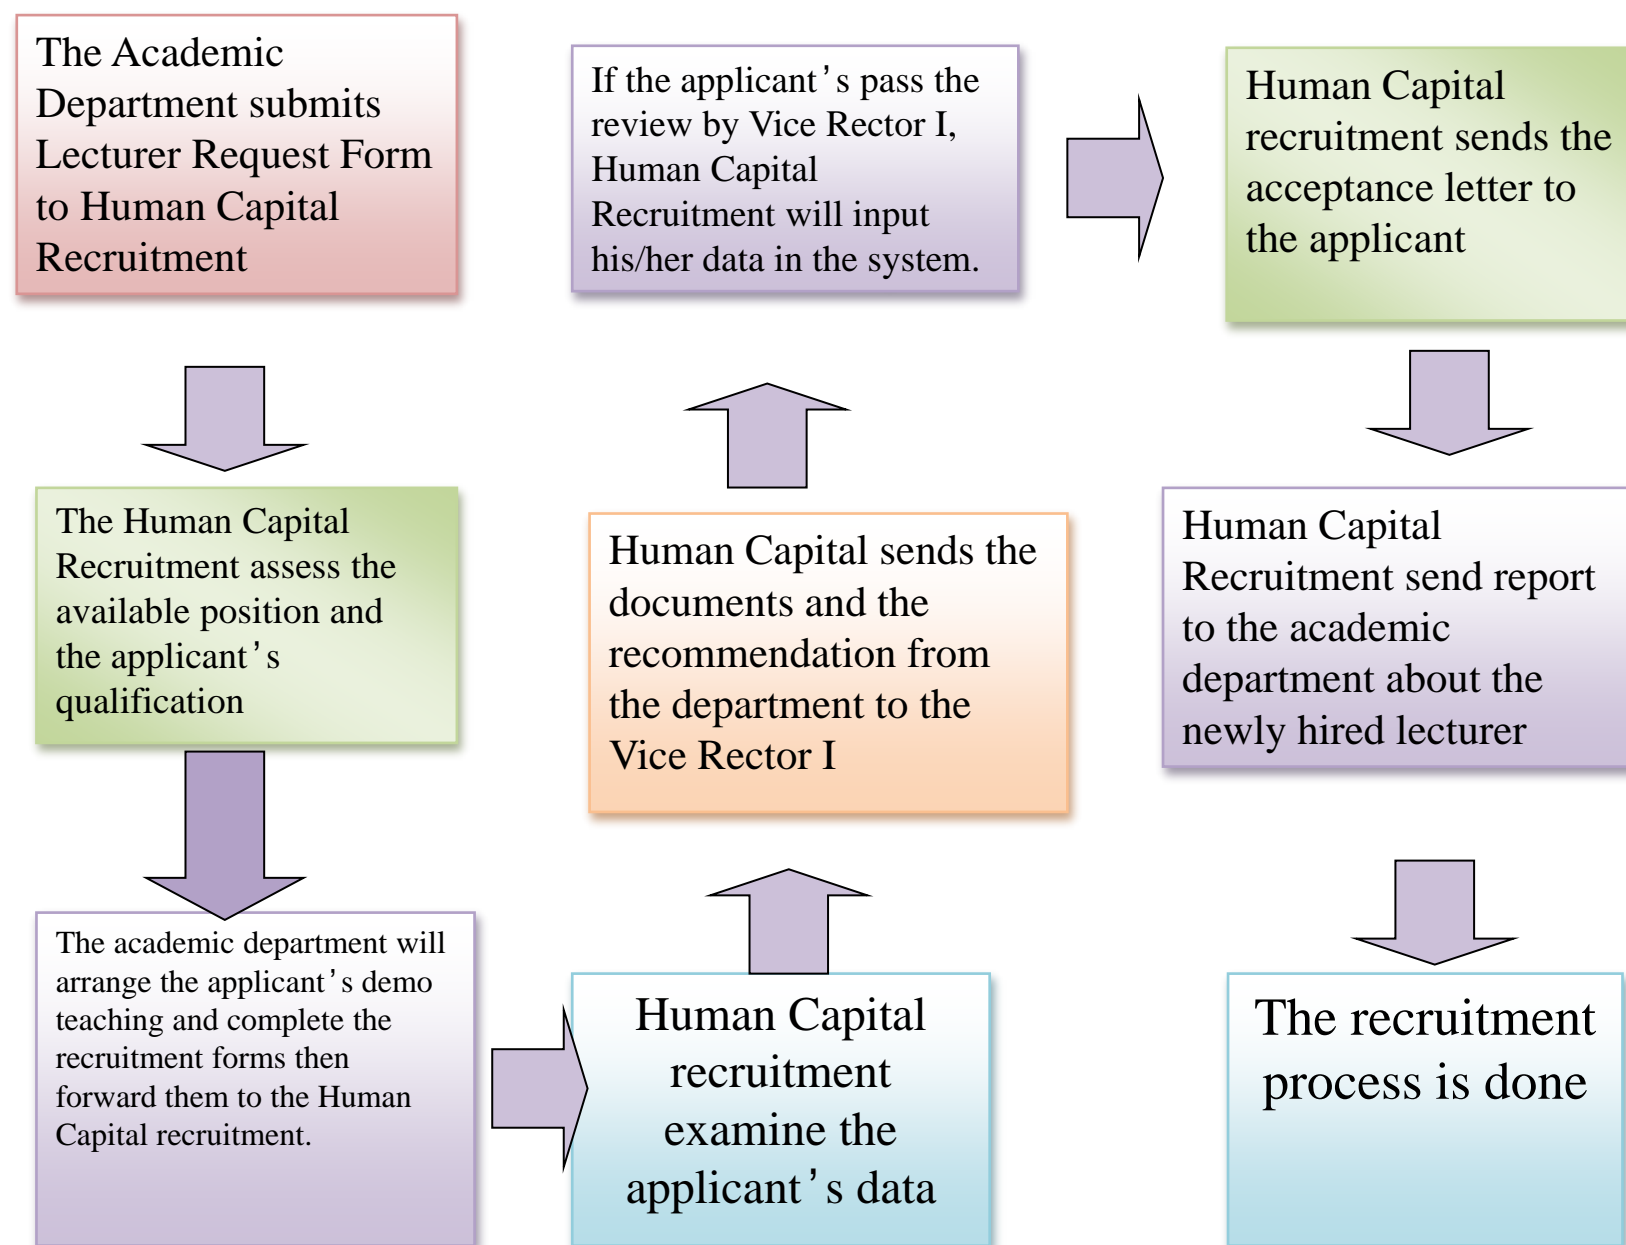 The Academic
Department submits
Lecturer Request Form
to Human Capital
Recruitment
The Human Capital
Recruitment assess the
available position and
the applicant’s
qualification
The academic department will
arrange the applicant’s demo
teaching and complete the
recruitment forms then
forward them to the Human
Capital recruitment.
Human Capital
recruitment
examine the
applicant’s data
Human Capital sends the
documents and the
recommendation from
the department to the
Vice Rector I
If the applicant’s pass the
review by Vice Rector I,
Human Capital
Recruitment will input
his/her data in the system.
Human Capital
recruitment sends the
acceptance letter to
the applicant
Human Capital
Recruitment send report
to the academic
department about the
newly hired lecturer
The recruitment
process is done